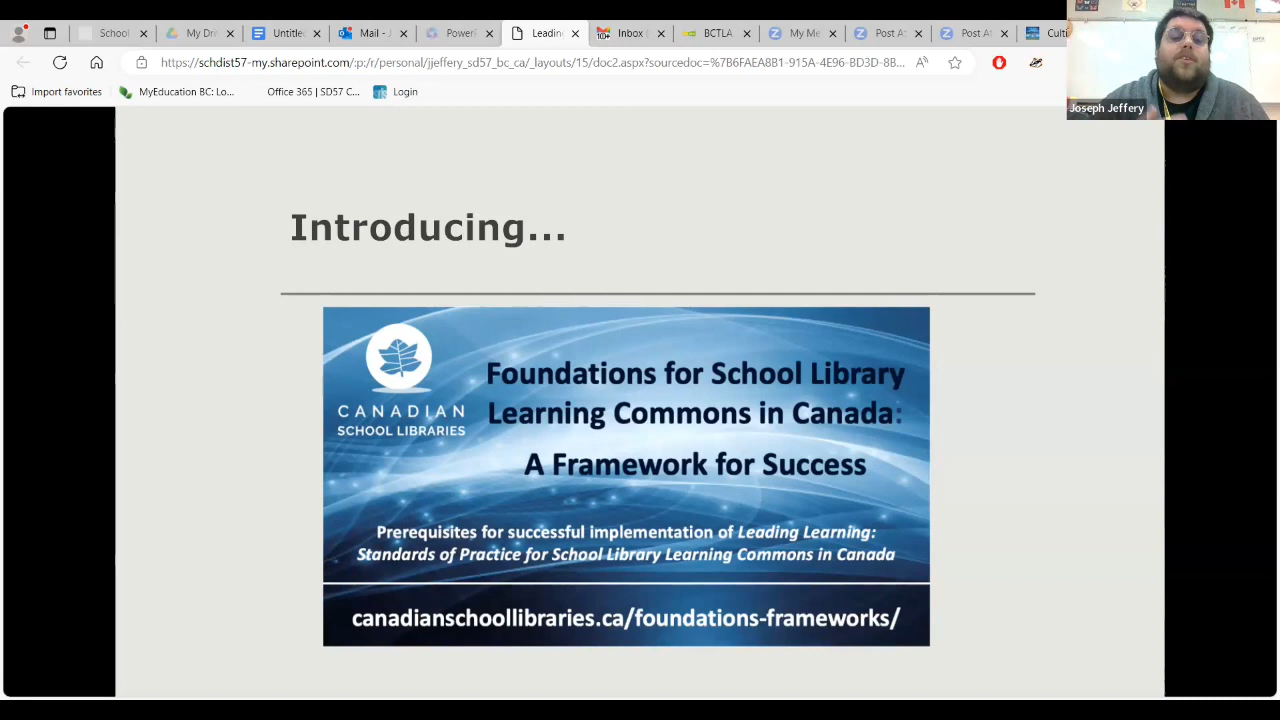 School
My Dri
Untitle
Mail - J
Power
Leadin
Inbox
BCTLA
My Me
Post At
Post At
Cult
https://schdist57-my.sharepoint.com/:p:/r/personal/jjeffery_sd57_bc_ca/_layouts/15/doc2.aspx?sourcedoc=%7B6FAEA8B1-915A-4E96-BD3D-8B...
Import favorites
MyEducation BC: Lo...
Office 365 | SD57 C...
Login
Joseph Jeffery
Introducing...
CANADIAN
SCHOOL LIBRARIES
Foundations for School Library
Learning Commons in Canada:
A Framework for Success
Prerequisites for successful implementation of Leading Learning:
Standards of Practice for School Library Learning Commons in Canada
canadianschoollibraries.ca/foundations-frameworks/